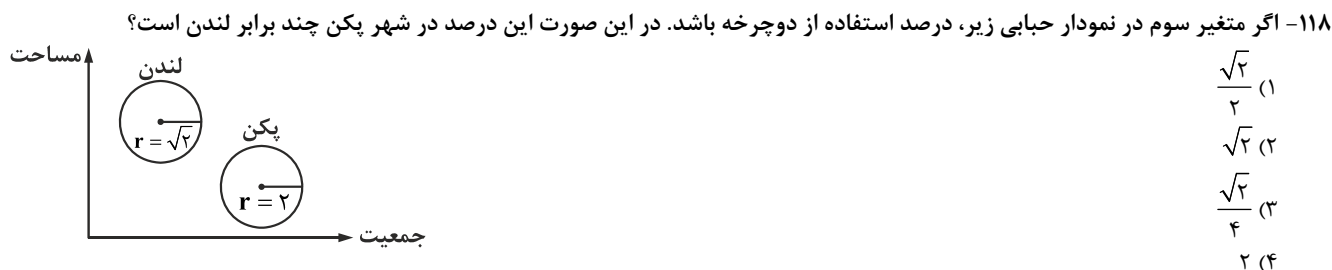 ۱۱۸- اگر متغیر سوم در نمودار حبابی زیر، درصد استفاده از دوچرخه باشد. در این صورت این درصد در شهر پکن چند برابر لندن است؟
۱) √۲/۲
۲) √۲
۳) √۲/۴
۴) ۲
مساحت
لندن
r = √۲
پکن
r = ۲
جمعیت